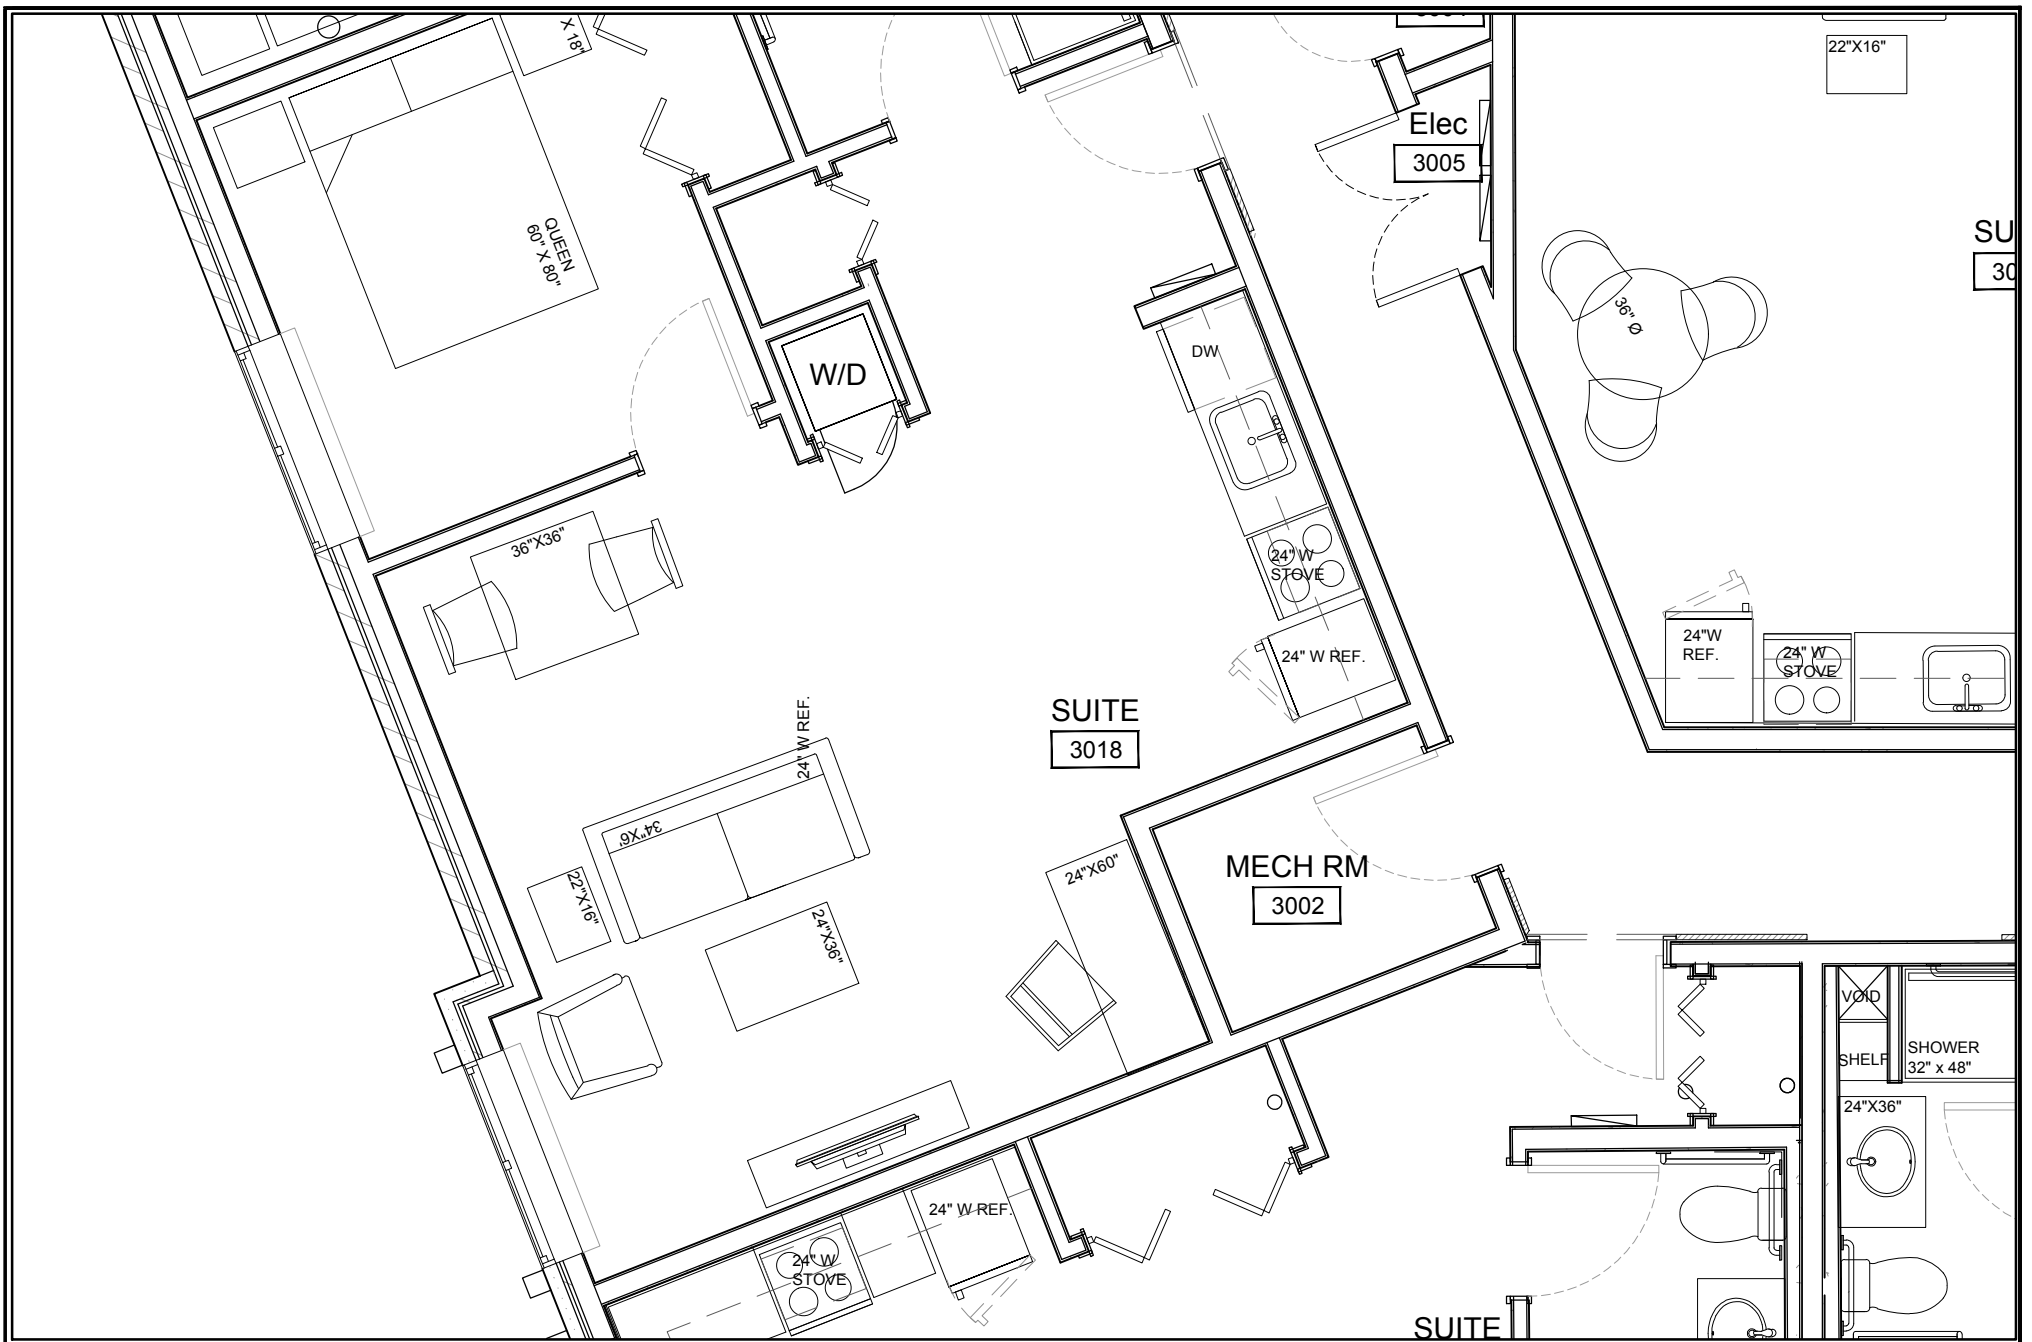 X 18"
22"X16"
Elec
3005
QUEEN
60" X 80"
36" Ø
W/D
DW
36"X36"
24" W
STOVE
24" W REF.
24"W
REF.
24" W
STOVE
SUITE
3018
24" W REF.
34"X6'
22"X16"
24"X36"
24"X60"
MECH RM
3002
VOID
SHELF
SHOWER
32" x 48"
24"X36"
24" W REF.
24" W
STOVE
SUITE